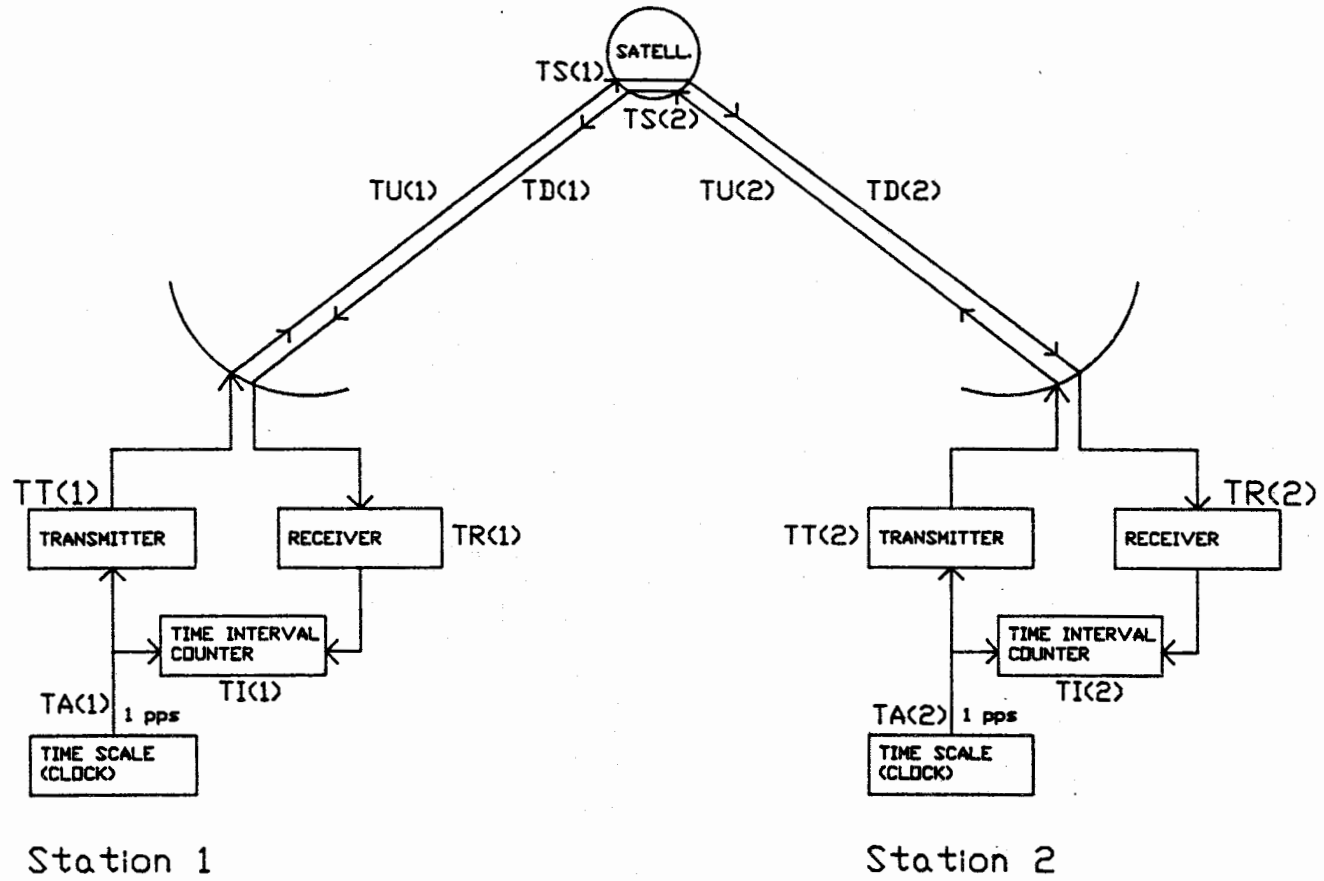 SATELL.
TS(1)
TS(2)
TU(1)
TD(1)
TU(2)
TD(2)
TT(1)
TRANSMITTER
RECEIVER
TR(1)
TIME INTERVAL
COUNTER
TI(1)
TA(1)
1 pps
TIME SCALE
(CLOCK)
Station 1
TT(2)
TRANSMITTER
TR(2)
RECEIVER
TIME INTERVAL
COUNTER
TI(2)
TA(2)
1 pps
TIME SCALE
(CLOCK)
Station 2